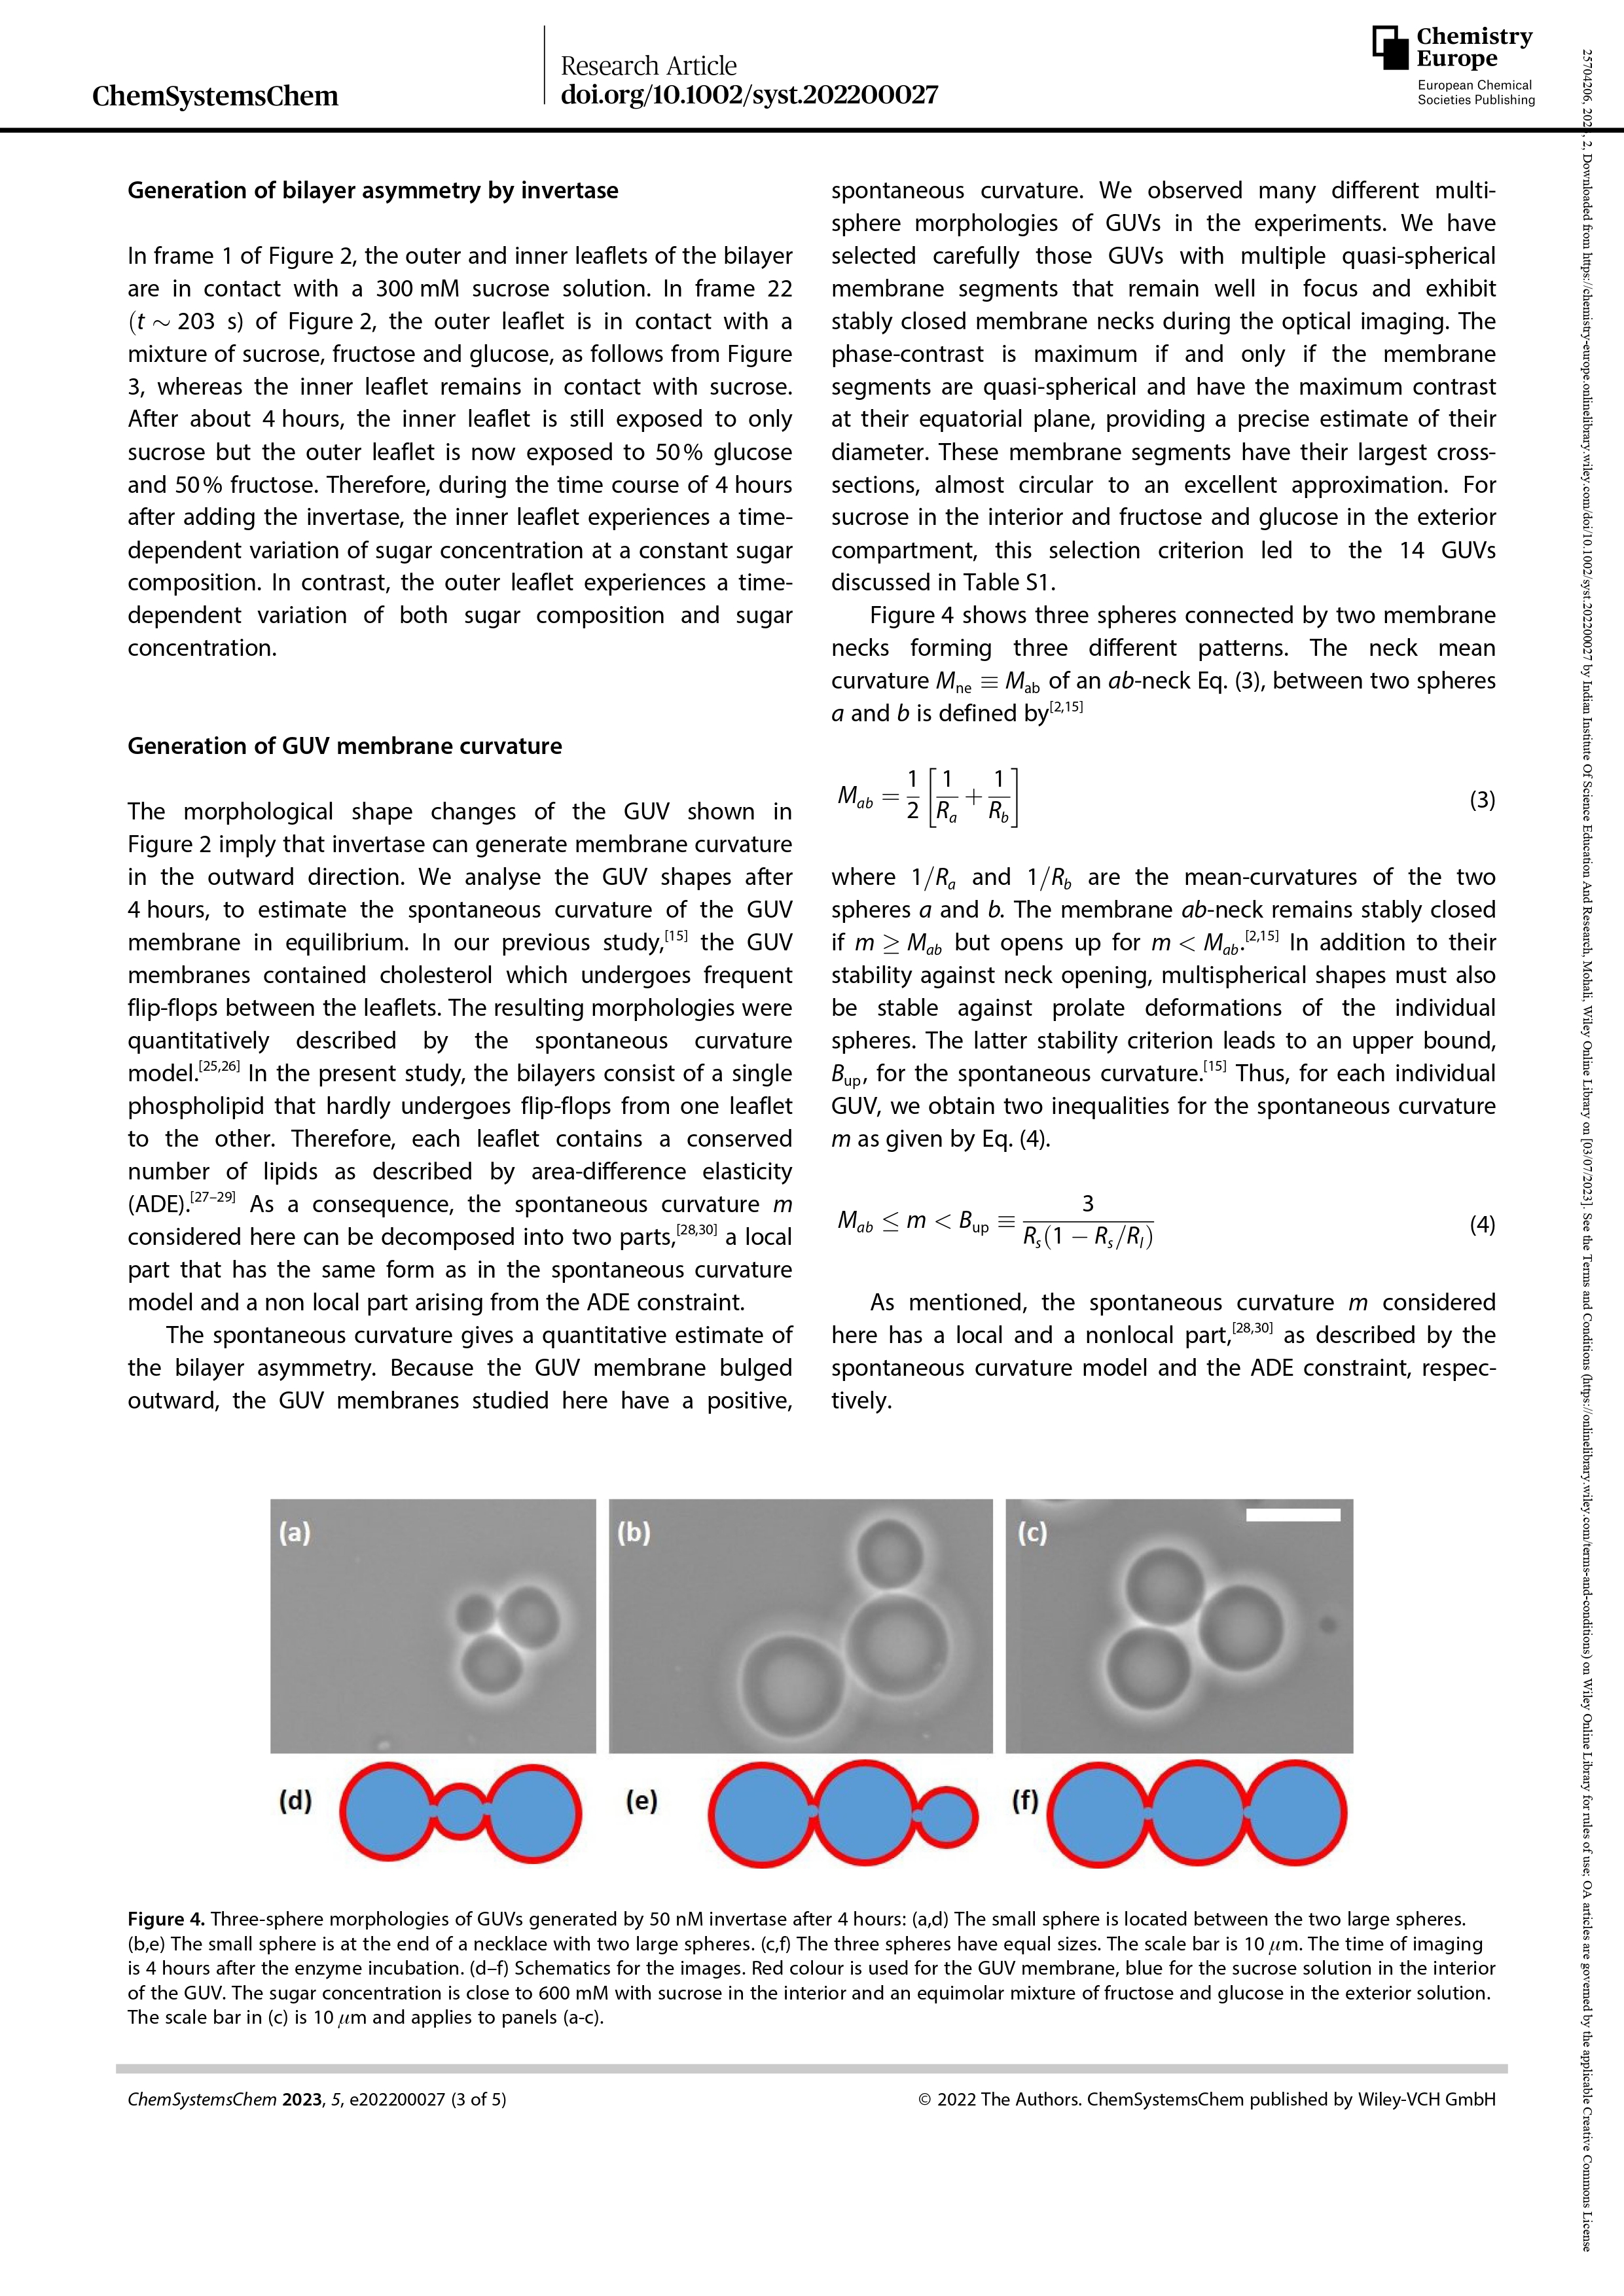 ChemSystemsChem
Research Article
doi.org/10.1002/syst.202200027
Chemistry
Europe
European Chemical
Societies Publishing
Generation of bilayer asymmetry by invertase
In frame 1 of Figure 2, the outer and inner leaflets of the bilayer
are in contact with a 300 mM sucrose solution. In frame 22
(t ∼ 203 s) of Figure 2, the outer leaflet is in contact with a
mixture of sucrose, fructose and glucose, as follows from Figure
3, whereas the inner leaflet remains in contact with sucrose.
After about 4 hours, the inner leaflet is still exposed to only
sucrose but the outer leaflet is now exposed to 50% glucose
and 50% fructose. Therefore, during the time course of 4 hours
after adding the invertase, the inner leaflet experiences a time-
dependent variation of sugar concentration at a constant sugar
composition. In contrast, the outer leaflet experiences a time-
dependent variation of both sugar composition and sugar
concentration.
Generation of GUV membrane curvature
The morphological shape changes of the GUV shown in
Figure 2 imply that invertase can generate membrane curvature
in the outward direction. We analyse the GUV shapes after
4 hours, to estimate the spontaneous curvature of the GUV
membrane in equilibrium. In our previous study,[15] the GUV
membranes contained cholesterol which undergoes frequent
flip-flops between the leaflets. The resulting morphologies were
quantitatively described by the spontaneous curvature
model.[25,26] In the present study, the bilayers consist of a single
phospholipid that hardly undergoes flip-flops from one leaflet
to the other. Therefore, each leaflet contains a conserved
number of lipids as described by area-difference elasticity
(ADE).[27–29] As a consequence, the spontaneous curvature m
considered here can be decomposed into two parts,[28,30] a local
part that has the same form as in the spontaneous curvature
model and a non local part arising from the ADE constraint.
The spontaneous curvature gives a quantitative estimate of
the bilayer asymmetry. Because the GUV membrane bulged
outward, the GUV membranes studied here have a positive,
spontaneous curvature. We observed many different multi-
sphere morphologies of GUVs in the experiments. We have
selected carefully those GUVs with multiple quasi-spherical
membrane segments that remain well in focus and exhibit
stably closed membrane necks during the optical imaging. The
phase-contrast is maximum if and only if the membrane
segments are quasi-spherical and have the maximum contrast
at their equatorial plane, providing a precise estimate of their
diameter. These membrane segments have their largest cross-
sections, almost circular to an excellent approximation. For
sucrose in the interior and fructose and glucose in the exterior
compartment, this selection criterion led to the 14 GUVs
discussed in Table S1.
Figure 4 shows three spheres connected by two membrane
necks forming three different patterns. The neck mean
curvature Mne ≡ Mab of an ab-neck Eq. (3), between two spheres
a and b is defined by[2,15]
Mab = 1/2 [1/Ra + 1/Rb] (3)
where 1/Ra and 1/Rb are the mean-curvatures of the two
spheres a and b. The membrane ab-neck remains stably closed
if m ≥ Mab but opens up for m < Mab.[2,15] In addition to their
stability against neck opening, multispherical shapes must also
be stable against prolate deformations of the individual
spheres. The latter stability criterion leads to an upper bound,
Bup, for the spontaneous curvature.[15] Thus, for each individual
GUV, we obtain two inequalities for the spontaneous curvature
m as given by Eq. (4).
Mab ≤ m < Bup ≡ 3/Rs(1 − Rs/Rl) (4)
As mentioned, the spontaneous curvature m considered
here has a local and a nonlocal part,[28,30] as described by the
spontaneous curvature model and the ADE constraint, respec-
tively.
(a)
(b)
(c)
(d)
(e)
(f)
Figure 4. Three-sphere morphologies of GUVs generated by 50 nM invertase after 4 hours: (a,d) The small sphere is located between the two large spheres.
(b,e) The small sphere is at the end of a necklace with two large spheres. (c,f) The three spheres have equal sizes. The scale bar is 10 μm. The time of imaging
is 4 hours after the enzyme incubation. (d–f) Schematics for the images. Red colour is used for the GUV membrane, blue for the sucrose solution in the interior
of the GUV. The sugar concentration is close to 600 mM with sucrose in the interior and an equimolar mixture of fructose and glucose in the exterior solution.
The scale bar in (c) is 10 μm and applies to panels (a-c).
ChemSystemsChem 2023, 5, e202200027 (3 of 5)
© 2022 The Authors. ChemSystemsChem published by Wiley-VCH GmbH
25704206, 202 , 2, Downloaded from https://chemistry-europe.onlinelibrary.wiley.com/doi/10.1002/syst.202200027 by Indian Institute Of Science Education And Research, Mohali, Wiley Online Library on [03/07/2023]. See the Terms and Conditions (https://onlinelibrary.wiley.com/terms-and-conditions) on Wiley Online Library for rules of use; OA articles are governed by the applicable Creative Commons License